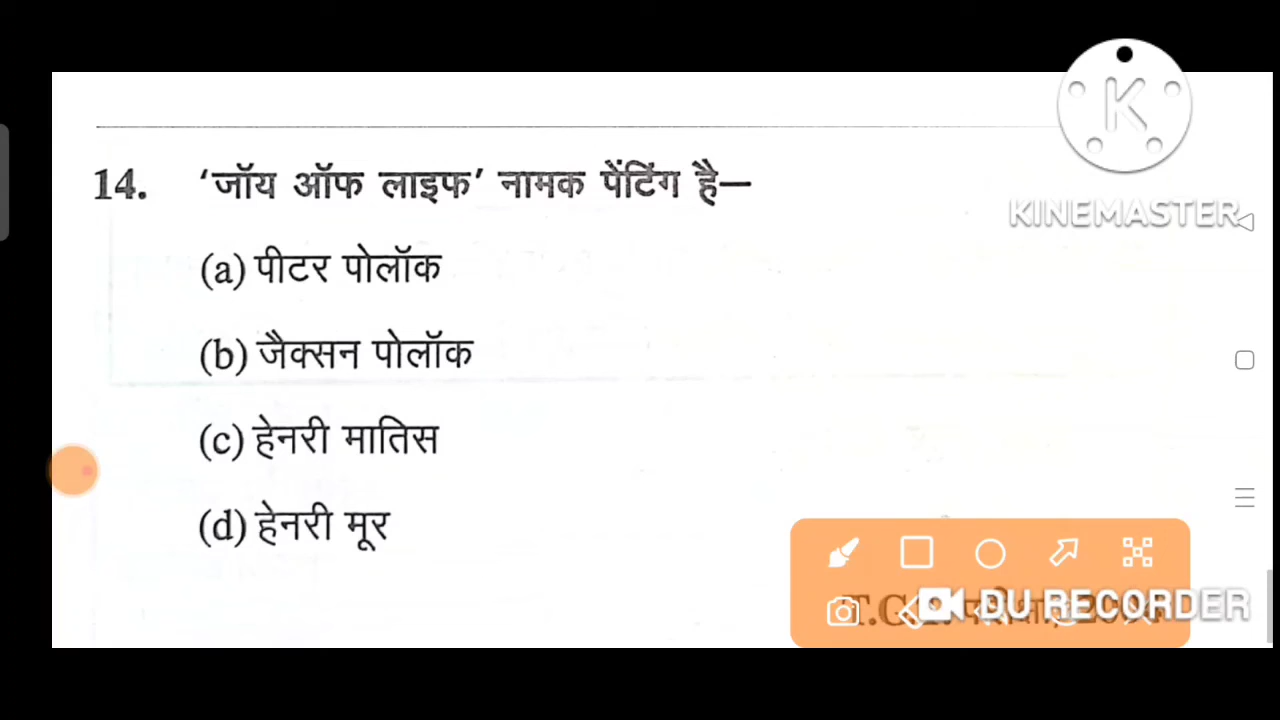 KINEMASTER
14. ‘जॉय ऑफ लाइफ’ नामक पेंटिंग है—
(a) पीटर पोलॉक
(b) जैक्सन पोलॉक
(c) हेनरी मातिस
(d) हेनरी मूर
DU RECORDER